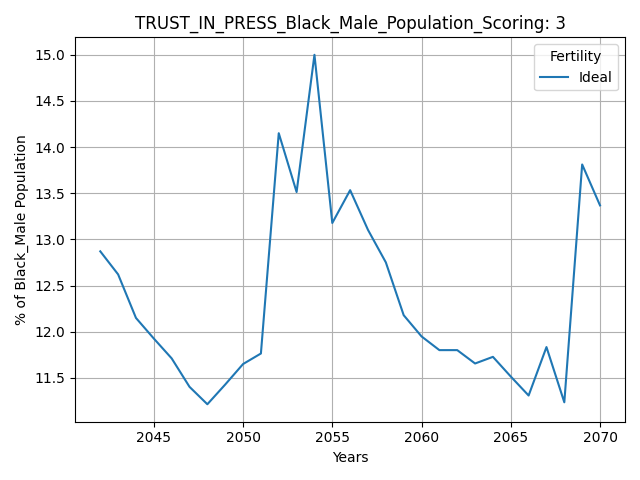 TRUST_IN_PRESS_Black_Male_Population_Scoring: 3
Fertility
Ideal
% of Black_Male Population
15.0
14.5
14.0
13.5
13.0
12.5
12.0
11.5
2045 2050 2055 2060 2065 2070
Years